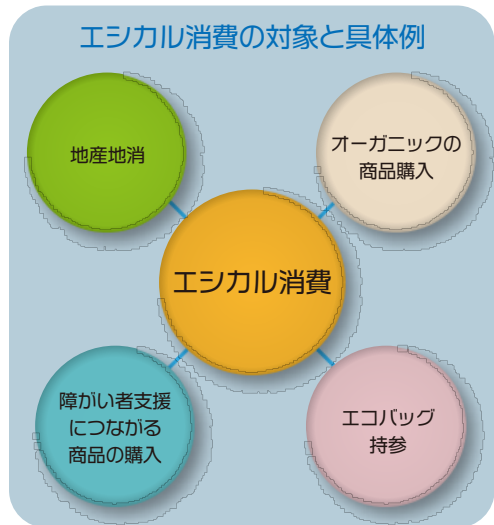 エシカル消費の対象と具体例
地産地消
オーガニックの
商品購入
エシカル消費
障がい者支援
につながる
商品の購入
エコバッグ
持参